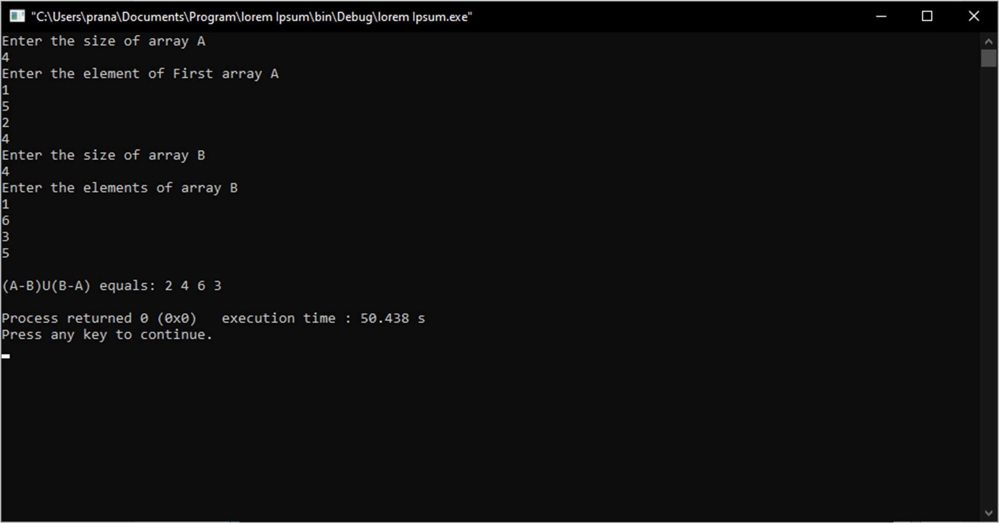 "C:\Users\prana\Documents\Program\lorem Ipsum\bin\Debug\lorem Ipsum.exe"
Enter the size of array A
4
Enter the element of First array A
1
5
2
4
Enter the size of array B
4
Enter the elements of array B
1
6
3
5
(A-B)U(B-A) equals: 2 4 6 3
Process returned 0 (0x0)   execution time : 50.438 s
Press any key to continue.